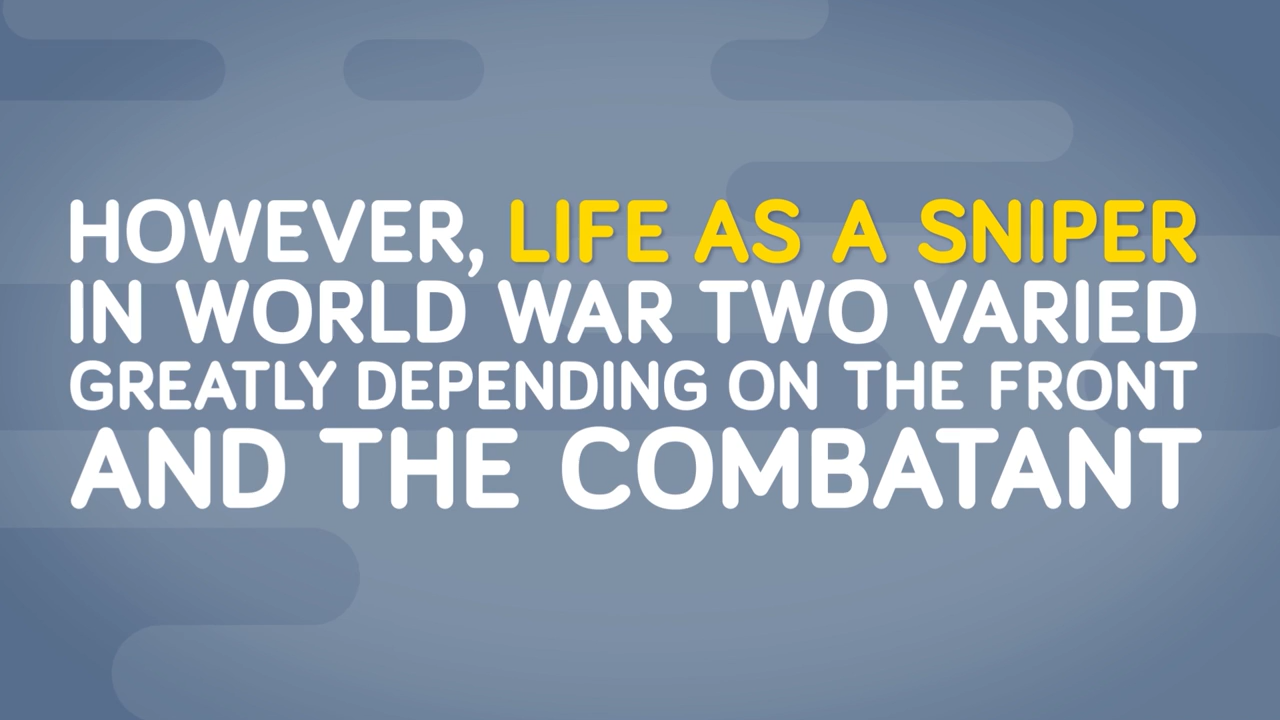 HOWEVER, LIFE AS A SNIPER
IN WORLD WAR TWO VARIED
GREATLY DEPENDING ON THE FRONT
AND THE COMBATANT